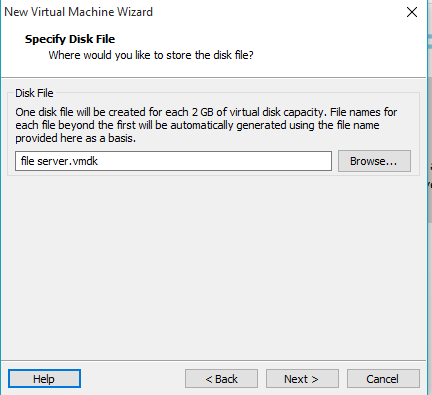 New Virtual Machine Wizard
Specify Disk File
Where would you like to store the disk file?
Disk File
One disk file will be created for each 2 GB of virtual disk capacity. File names for
each file beyond the first will be automatically generated using the file name
provided here as a basis.
file server.vmdk
Browse...
Help
< Back
Next >
Cancel